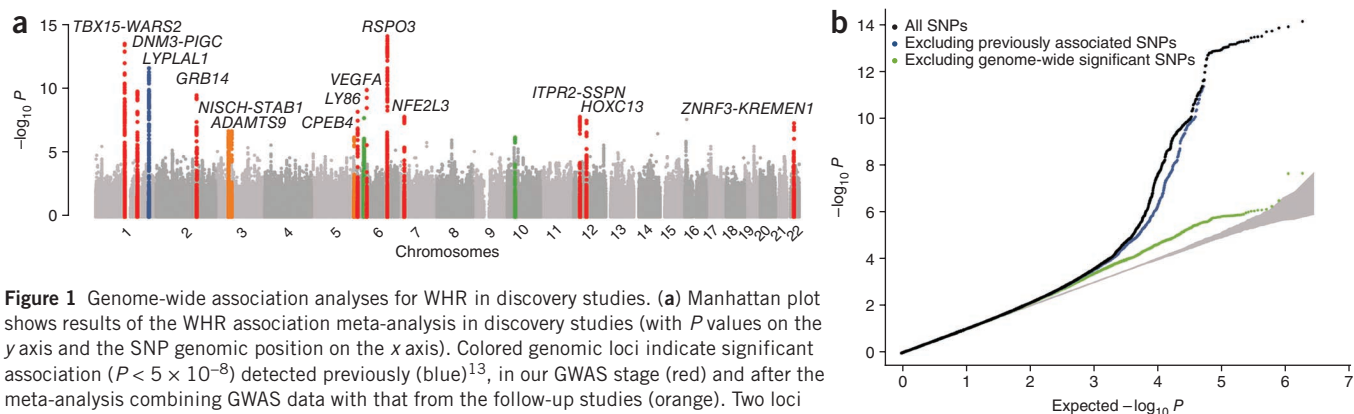 a
15
10
5
0
−log10 P
TBX15-WARS2
DNM3-PIGC
LYPLAL1
GRB14
NISCH-STAB1
ADAMTS9
CPEB4
LY86
VEGFA
RSPO3
NFE2L3
ITPR2-SSPN
HOXC13
ZNRF3-KREMEN1
1 2 3 4 5 6 7 8 9 10 11 12 13 14 15 16 17 18 19 20 21 22
Chromosomes
b
All SNPs
Excluding previously associated SNPs
Excluding genome-wide significant SNPs
14
12
10
8
6
4
2
0
−log10 P
0 1 2 3 4 5 6 7
Expected −log10 P
Figure 1 Genome-wide association analyses for WHR in discovery studies. (a) Manhattan plot
shows results of the WHR association meta-analysis in discovery studies (with P values on the
y axis and the SNP genomic position on the x axis). Colored genomic loci indicate significant
association (P < 5 × 10−8) detected previously (blue)13, in our GWAS stage (red) and after the
meta-analysis combining GWAS data with that from the follow-up studies (orange). Two loci